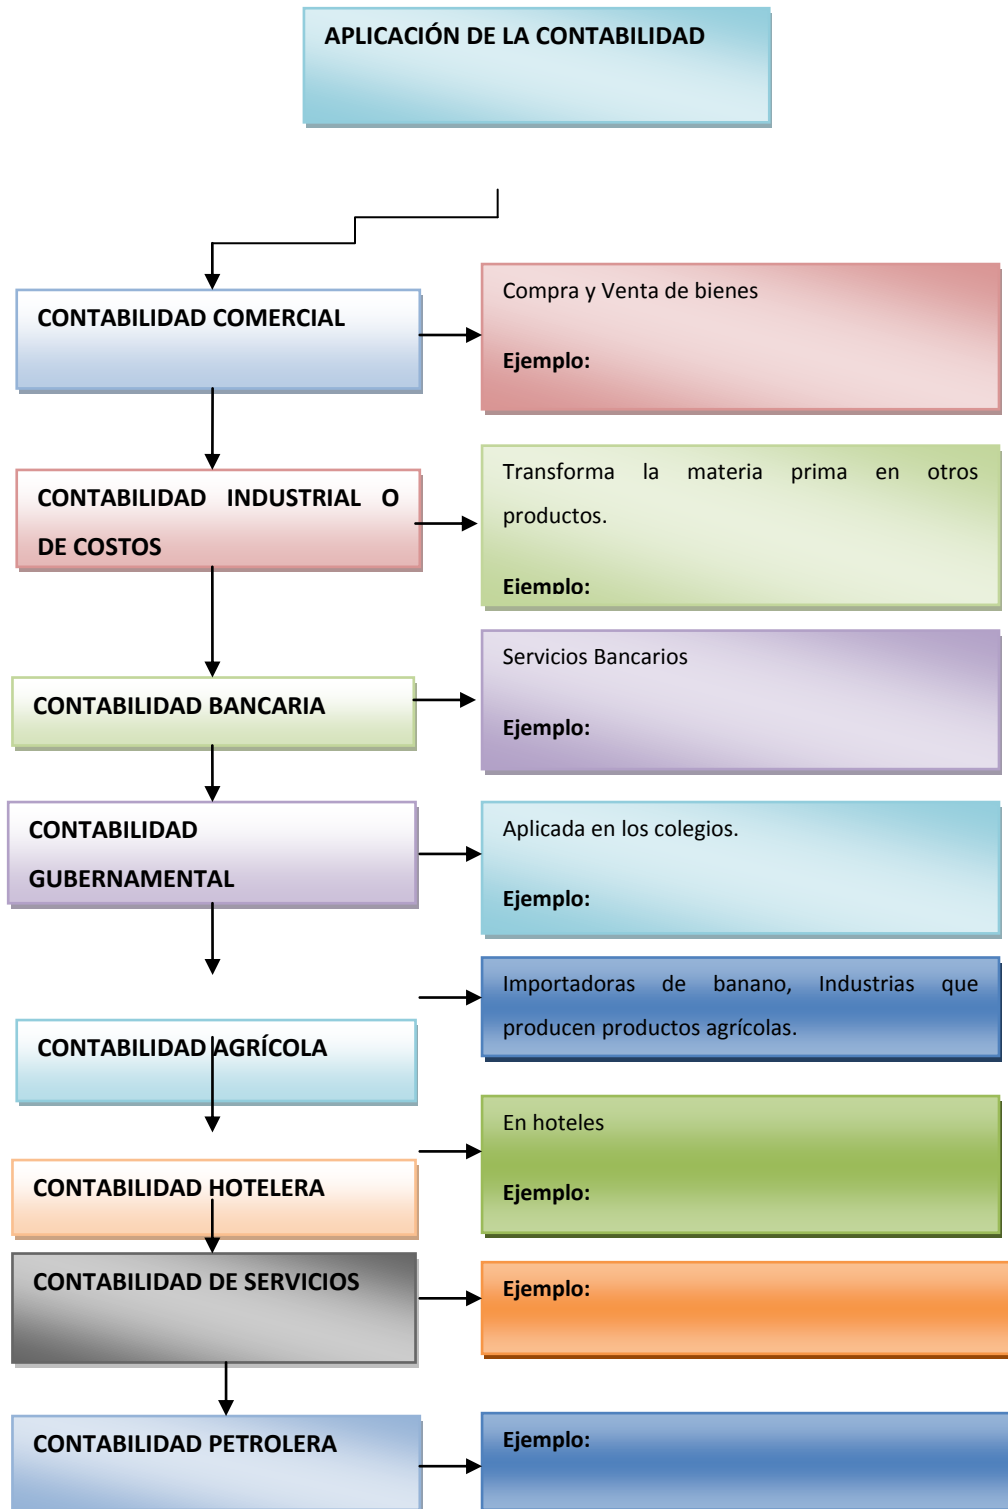 APLICACIÓN DE LA CONTABILIDAD
CONTABILIDAD COMERCIAL
Compra y Venta de bienes
Ejemplo:
CONTABILIDAD INDUSTRIAL O
DE COSTOS
Transforma la materia prima en otros
productos.
Ejemplo:
CONTABILIDAD BANCARIA
Servicios Bancarios
Ejemplo:
CONTABILIDAD
GUBERNAMENTAL
Aplicada en los colegios.
Ejemplo:
CONTABILIDAD AGRÍCOLA
Importadoras de banano, Industrias que
producen productos agrícolas.
CONTABILIDAD HOTELERA
En hoteles
Ejemplo:
CONTABILIDAD DE SERVICIOS
Ejemplo:
CONTABILIDAD PETROLERA
Ejemplo: